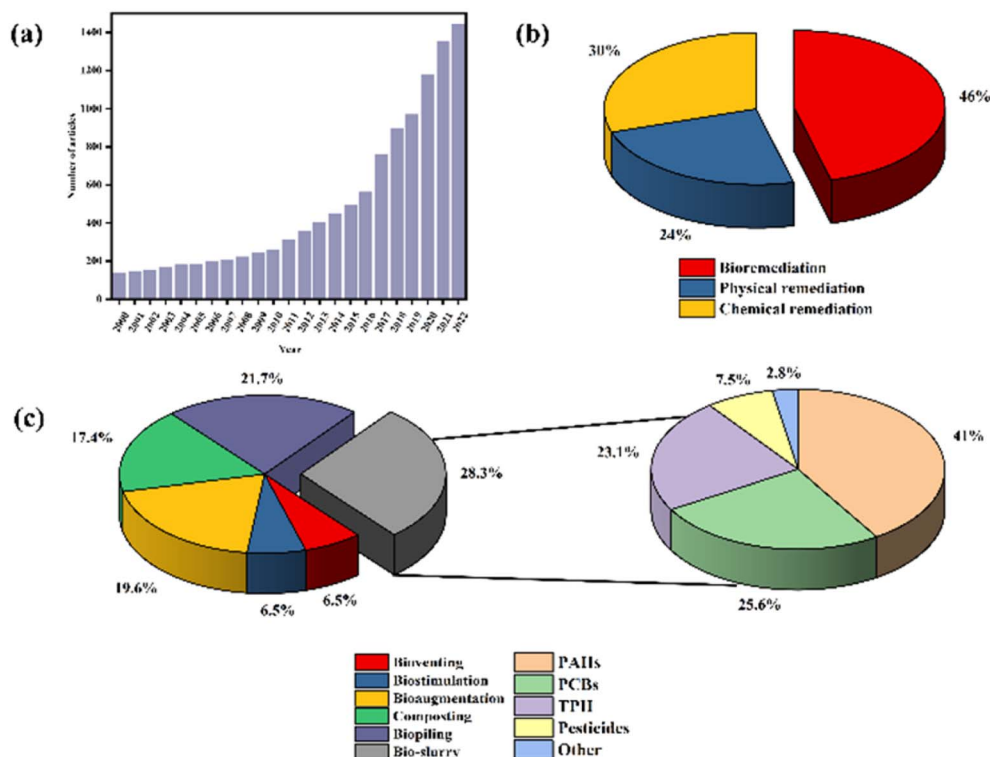 (a)
1400
1200
1000
800
600
400
200
0
Number of articles
2000
2001
2002
2003
2004
2005
2006
2007
2008
2009
2010
2011
2012
2013
2014
2015
2016
2017
2018
2019
2020
2021
2022
Year
(b)
30%
46%
24%
Bioremediation
Physical remediation
Chemical remediation
(c)
21.7%
17.4%
28.3%
19.6%
6.5%
6.5%
2.8%
7.5%
41%
23.1%
25.6%
Bioventing
Biostimulation
Bioaugmentation
Composting
Biopiling
Bio-slurry
PAHs
PCBs
TPH
Pesticides
Other